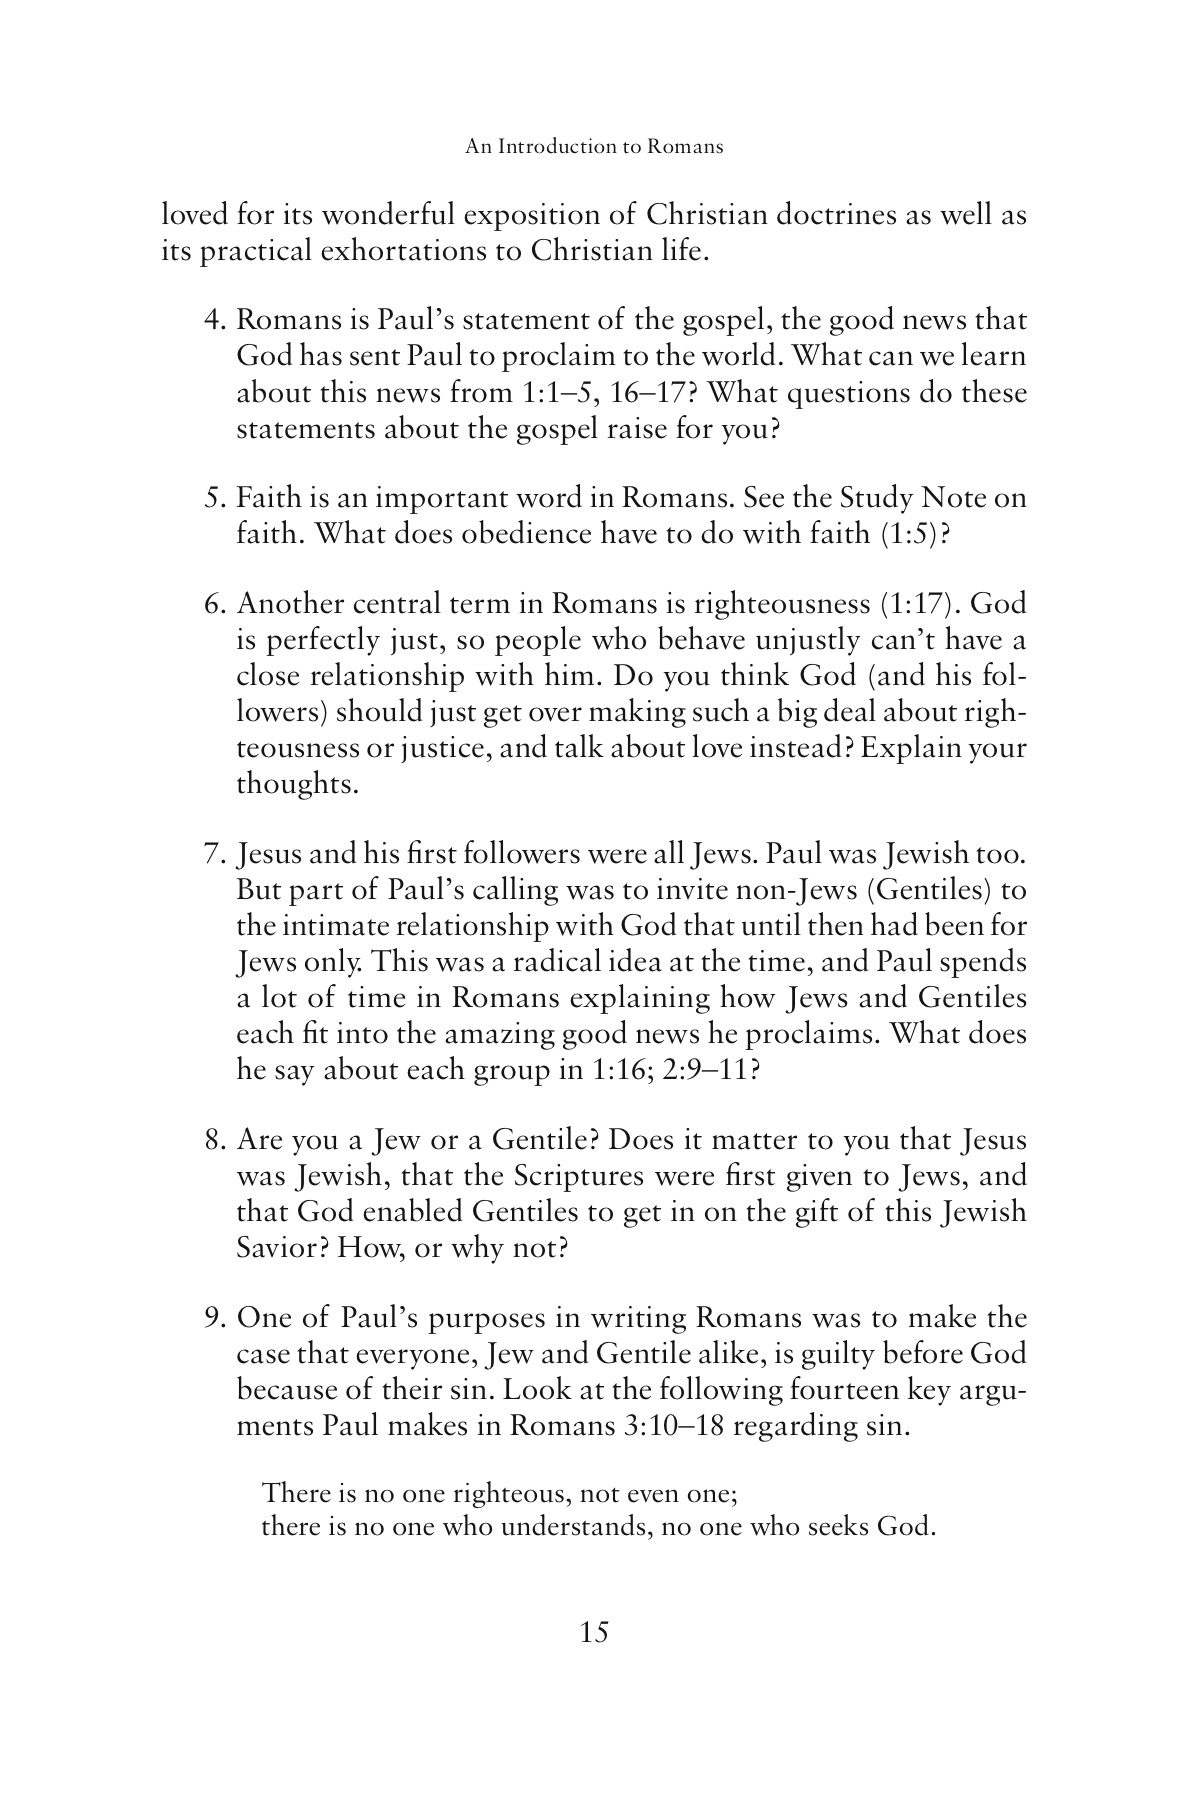 An Introduction to Romans
loved for its wonderful exposition of Christian doctrines as well as
its practical exhortations to Christian life.
4. Romans is Paul’s statement of the gospel, the good news that
God has sent Paul to proclaim to the world. What can we learn
about this news from 1:1–5, 16–17? What questions do these
statements about the gospel raise for you?
5. Faith is an important word in Romans. See the Study Note on
faith. What does obedience have to do with faith (1:5)?
6. Another central term in Romans is righteousness (1:17). God
is perfectly just, so people who behave unjustly can’t have a
close relationship with him. Do you think God (and his fol-
lowers) should just get over making such a big deal about righ-
teousness or justice, and talk about love instead? Explain your
thoughts.
7. Jesus and his first followers were all Jews. Paul was Jewish too.
But part of Paul’s calling was to invite non-Jews (Gentiles) to
the intimate relationship with God that until then had been for
Jews only. This was a radical idea at the time, and Paul spends
a lot of time in Romans explaining how Jews and Gentiles
each fit into the amazing good news he proclaims. What does
he say about each group in 1:16; 2:9–11?
8. Are you a Jew or a Gentile? Does it matter to you that Jesus
was Jewish, that the Scriptures were first given to Jews, and
that God enabled Gentiles to get in on the gift of this Jewish
Savior? How, or why not?
9. One of Paul’s purposes in writing Romans was to make the
case that everyone, Jew and Gentile alike, is guilty before God
because of their sin. Look at the following fourteen key argu-
ments Paul makes in Romans 3:10–18 regarding sin.
There is no one righteous, not even one;
there is no one who understands, no one who seeks God.
15